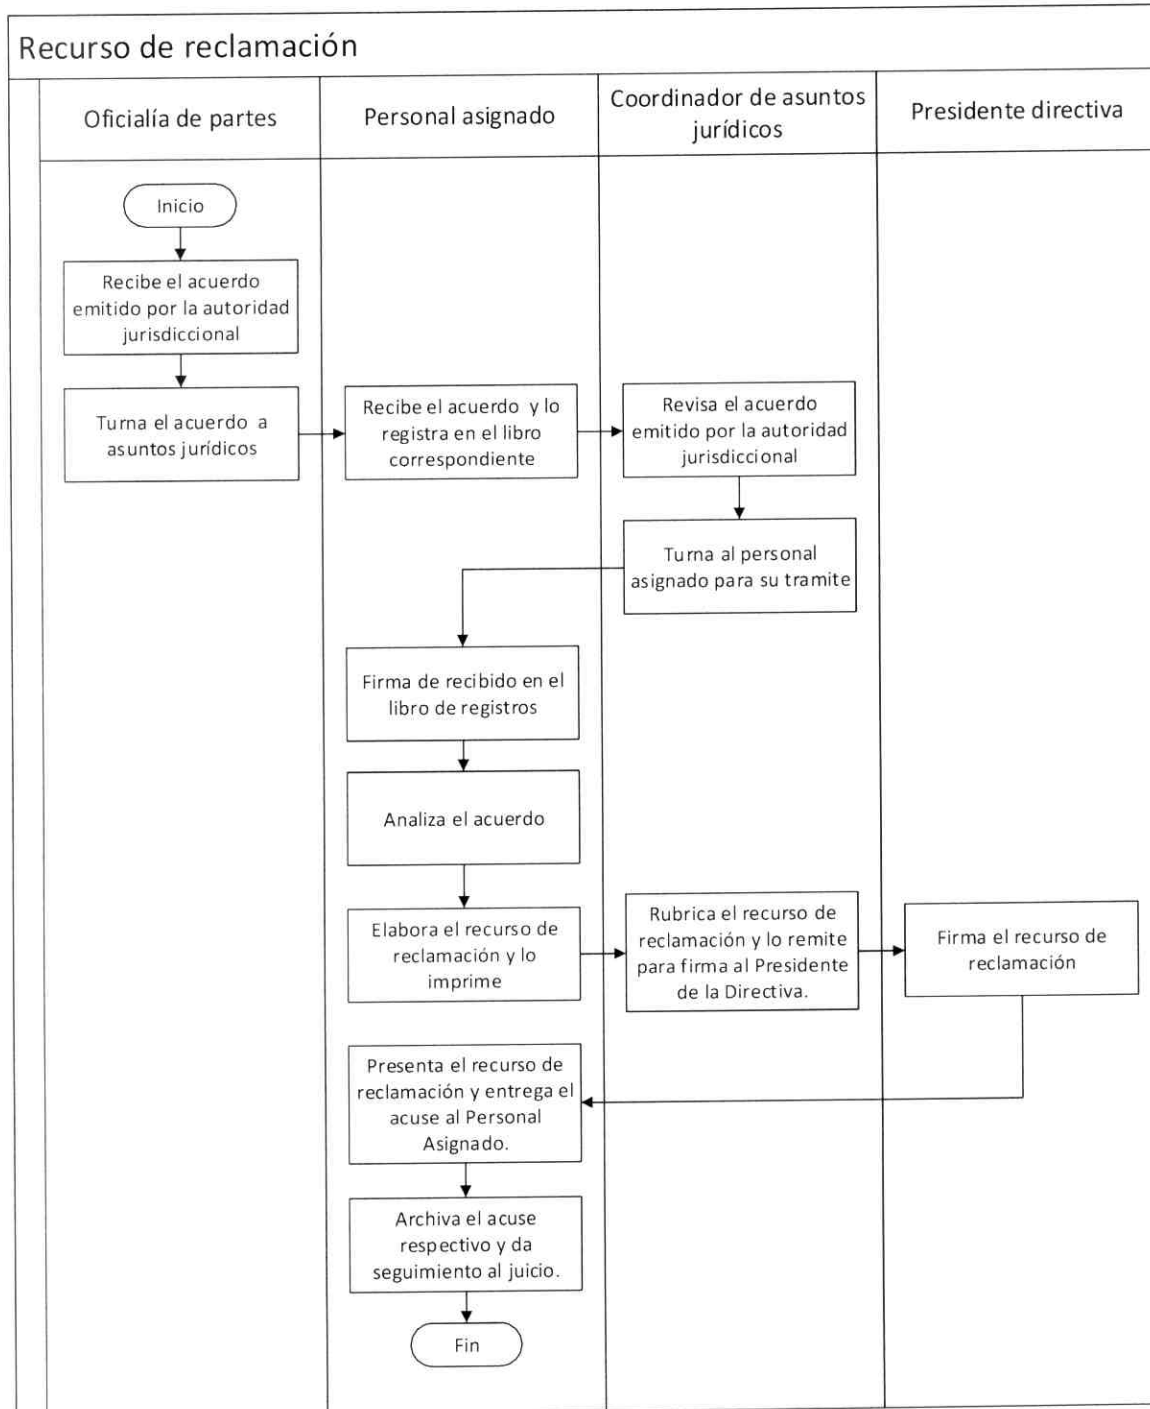 Recurso de reclamación
Oficialía de partes
Personal asignado
Coordinador de asuntos
jurídicos
Presidente directiva
Inicio
Recibe el acuerdo
emitido por la autoridad
jurisdiccional
Turna el acuerdo a
asuntos jurídicos
Recibe el acuerdo y lo
registra en el libro
correspondiente
Revisa el acuerdo
emitido por la autoridad
jurisdiccional
Turna al personal
asignado para su tramite
Firma de recibido en el
libro de registros
Analiza el acuerdo
Elabora el recurso de
reclamación y lo
imprime
Rubrica el recurso de
reclamación y lo remite
para firma al Presidente
de la Directiva.
Firma el recurso de
reclamación
Presenta el recurso de
reclamación y entrega el
acuse al Personal
Asignado.
Archiva el acuse
respectivo y da
seguimiento al juicio.
Fin